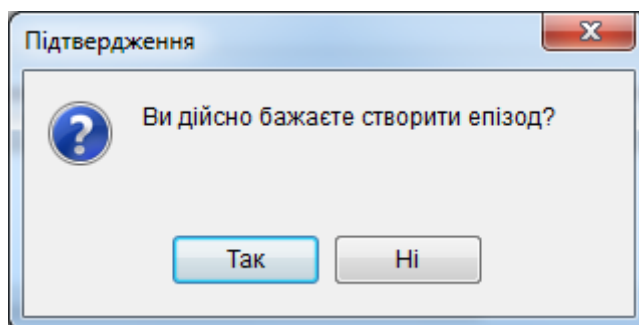 Підтвердження
Ви дійсно бажаєте створити епізод?
Так
Ні